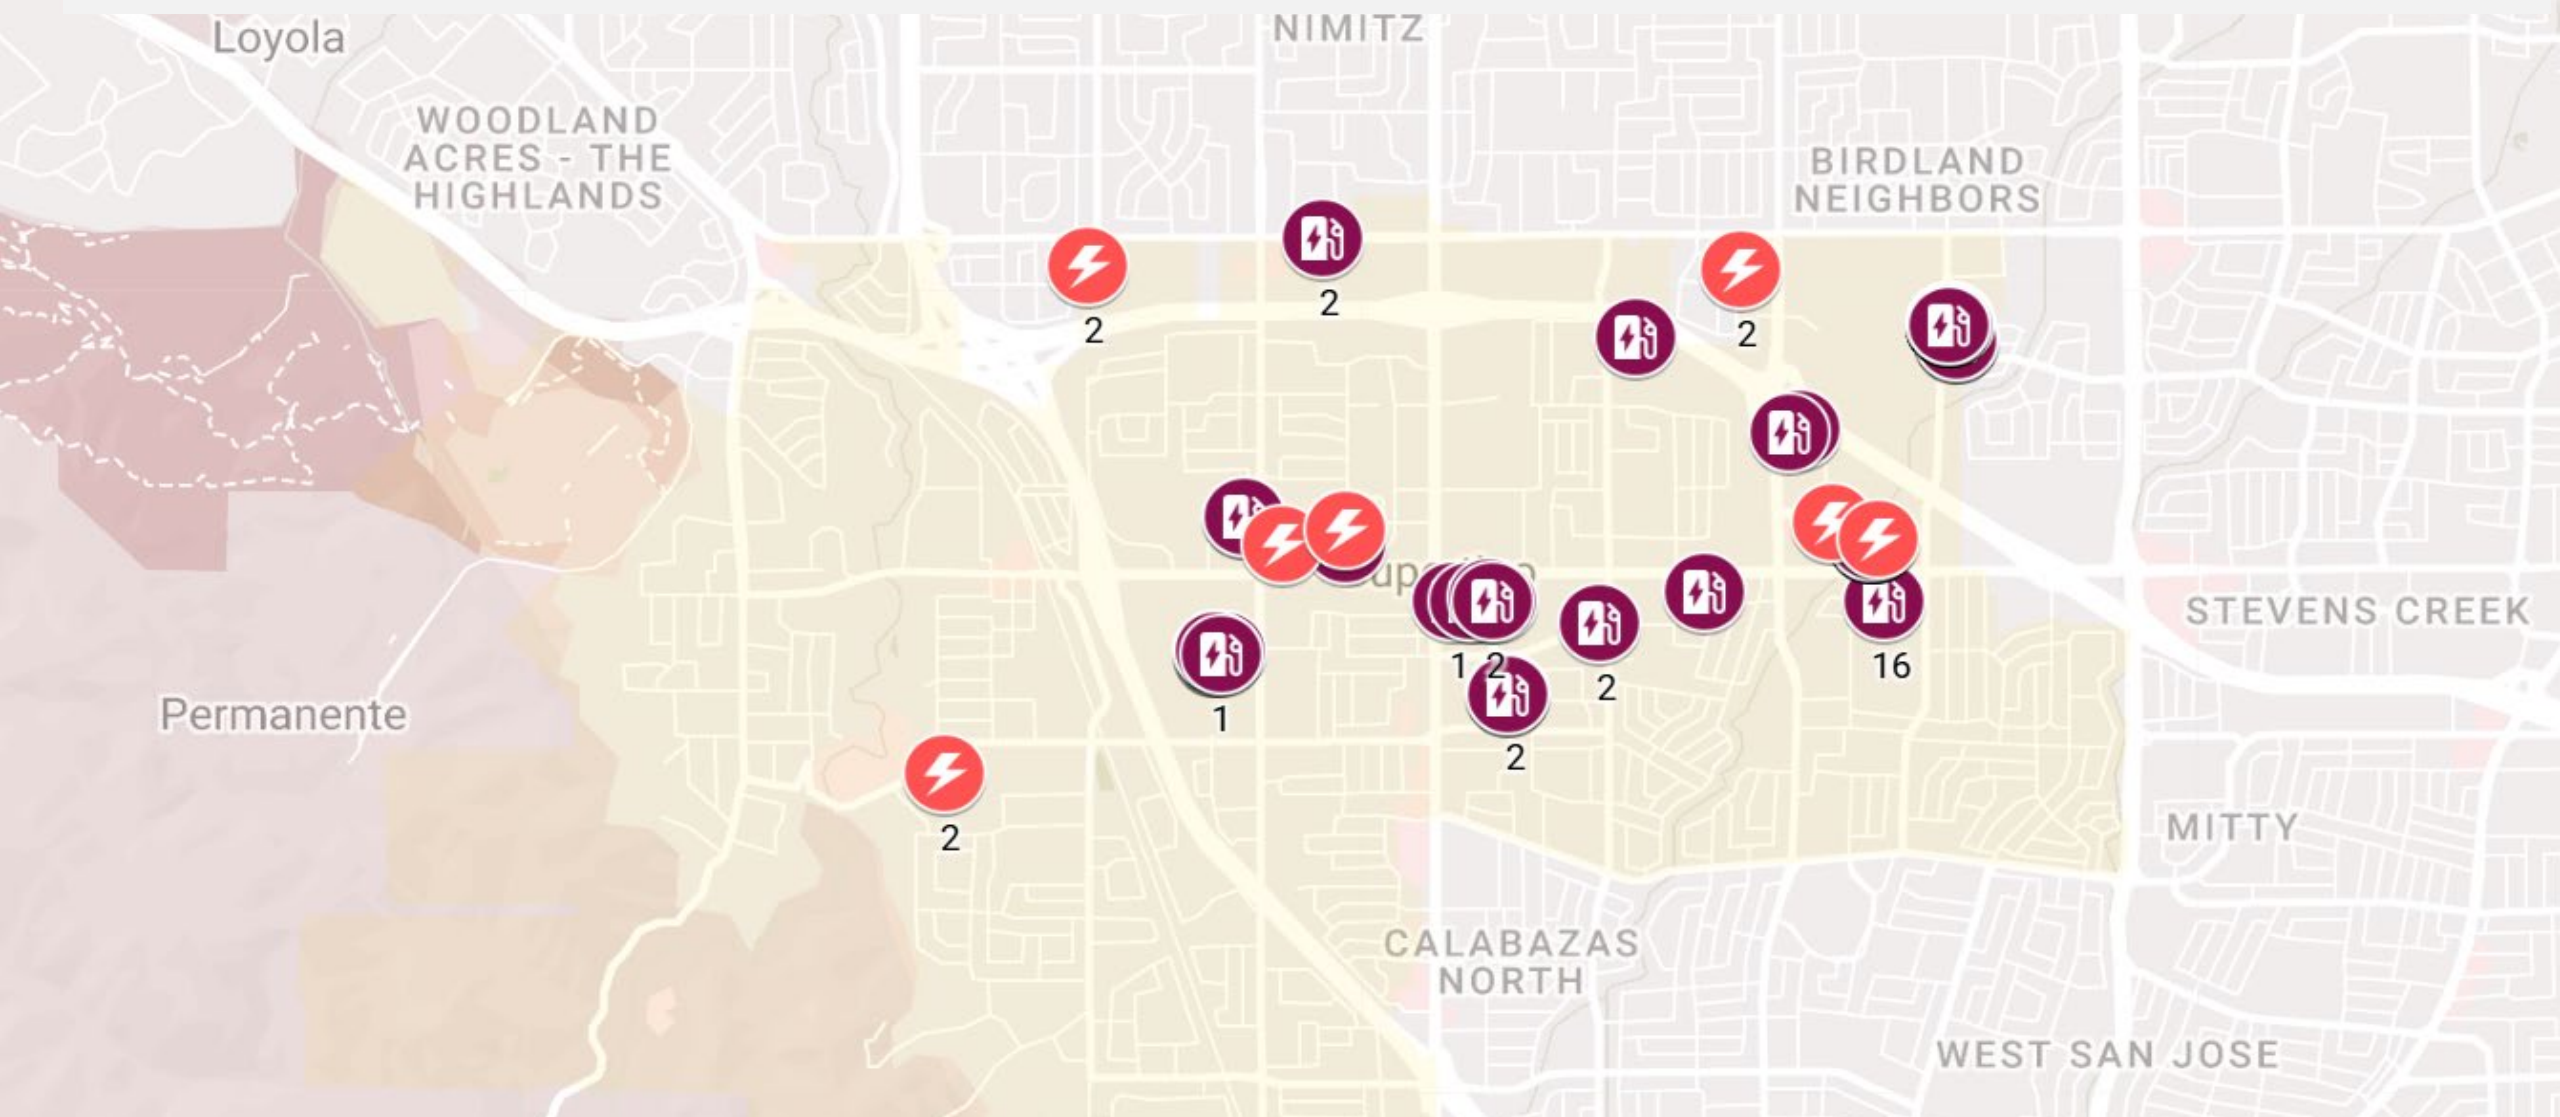 NIMITZ
Loyola
WOODLAND
ACRES - THE
HIGHLANDS
BIRDLAND
NEIGHBORS
2
2
2
STEVENS CREEK
1 2
16
2
1
Permanente
2
2
MITTY
CALABAZAS
NORTH
WEST SAN JOSE